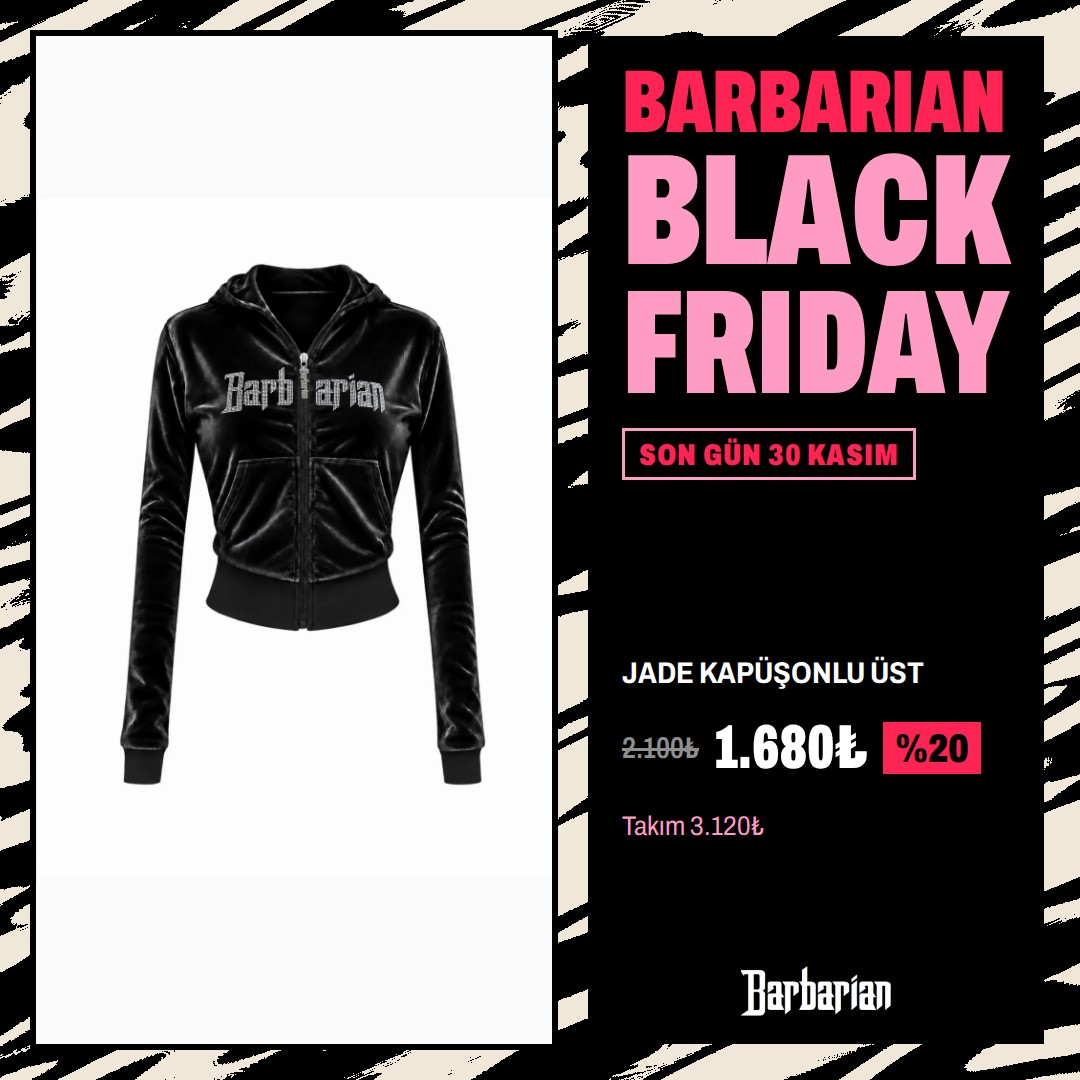 Barbarian
BARBARIAN
BLACK
FRIDAY
SON GÜN 30 KASIM
JADE KAPÜŞONLU ÜST
2.100₺ 1.680₺ %20
Takım 3.120₺
Barbarian